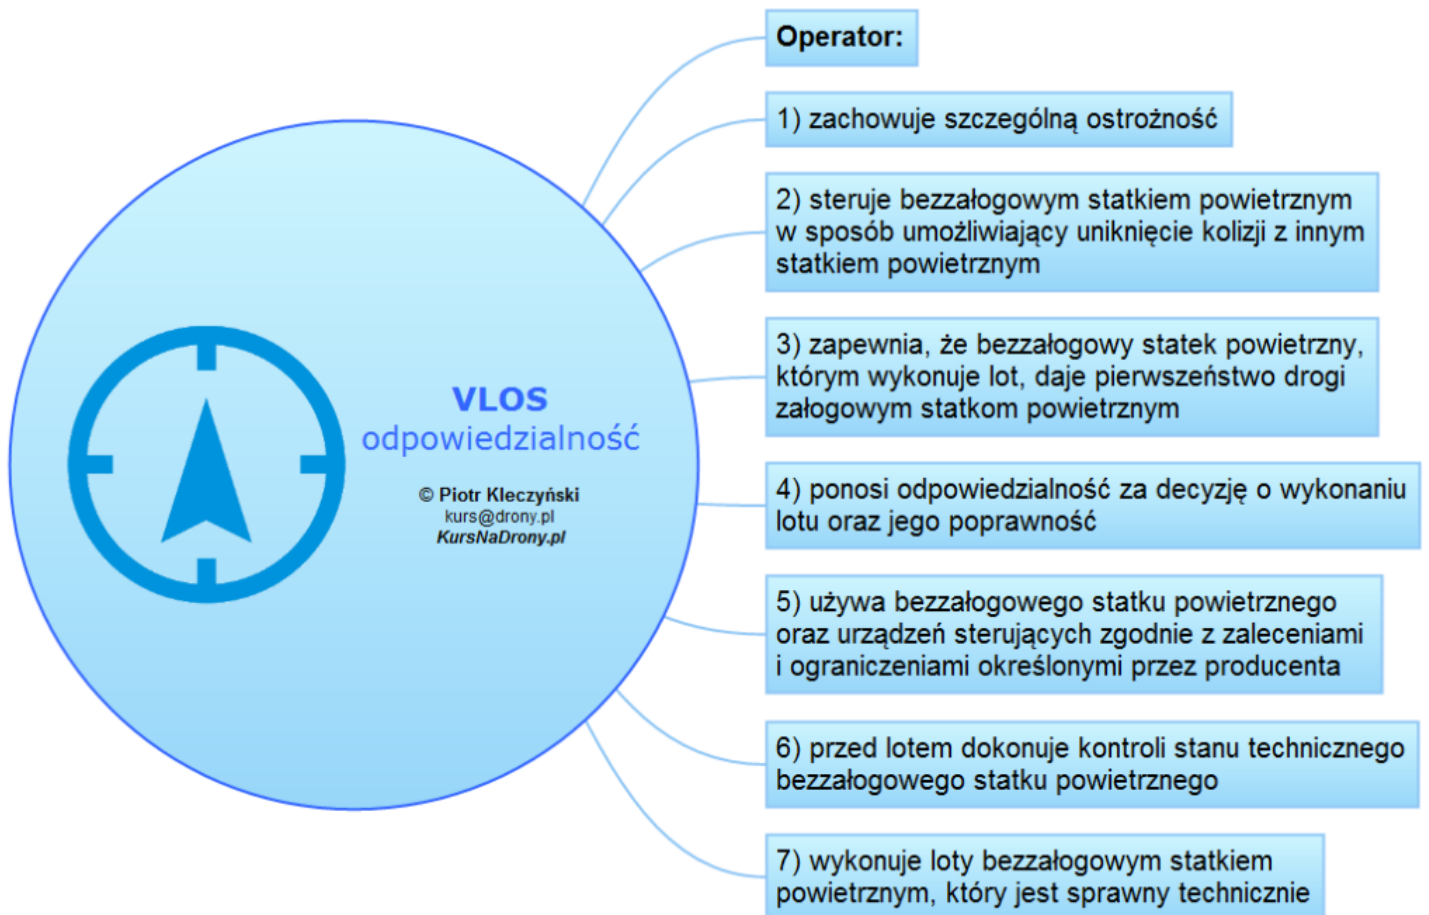 VLOS
odpowiedzialność
© Piotr Kleczyński
kurs@drony.pl
KursNaDrony.pl
Operator:
1) zachowuje szczególną ostrożność
2) steruje bezzałogowym statkiem powietrznym
w sposób umożliwiający uniknięcie kolizji z innym
statkiem powietrznym
3) zapewnia, że bezzałogowy statek powietrzny,
którym wykonuje lot, daje pierwszeństwo drogi
załogowym statkom powietrznym
4) ponosi odpowiedzialność za decyzję o wykonaniu
lotu oraz jego poprawność
5) używa bezzałogowego statku powietrznego
oraz urządzeń sterujących zgodnie z zaleceniami
i ograniczeniami określonymi przez producenta
6) przed lotem dokonuje kontroli stanu technicznego
bezzałogowego statku powietrznego
7) wykonuje loty bezzałogowym statkiem
powietrznym, który jest sprawny technicznie